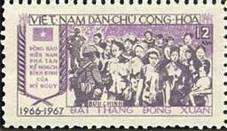 VIỆT NAM DÂN CHỦ CỘNG HÒA
12
XU
ĐỒNG BÀO
MIỀN NAM
PHÁ TAN
KẾ HOẠCH
BÌNH ĐỊNH
CỦA
MỸ NGỤY
BƯU CHÍNH
1966-1967 ĐẠI THẮNG ĐÔNG XUÂN